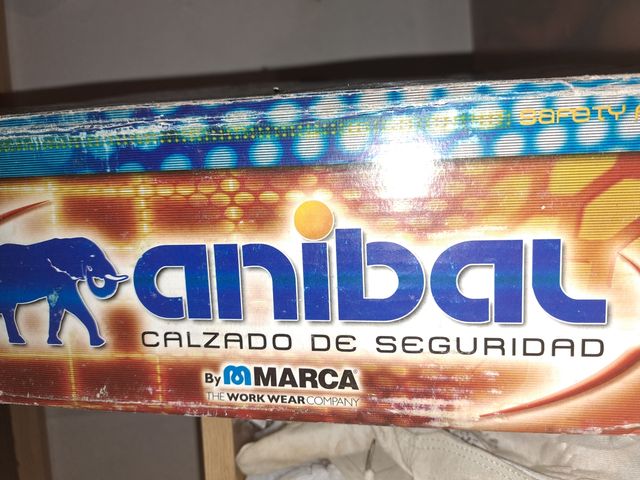 SAFETY
anibal
CALZADO DE SEGURIDAD
By MARCA
THE WORK WEAR COMPANY